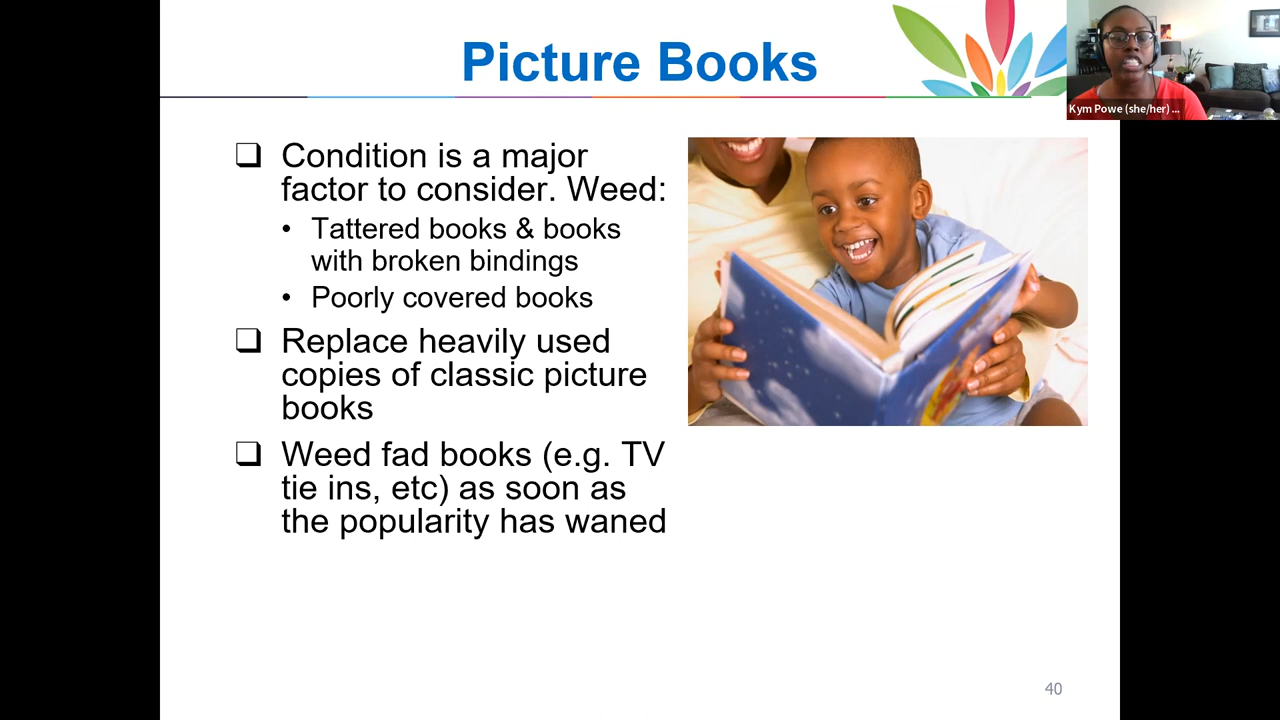 Picture Books
Kym Powe (she/her) ...
❑ Condition is a major
factor to consider. Weed:
• Tattered books & books
with broken bindings
• Poorly covered books
❑ Replace heavily used
copies of classic picture
books
❑ Weed fad books (e.g. TV
tie ins, etc) as soon as
the popularity has waned
40